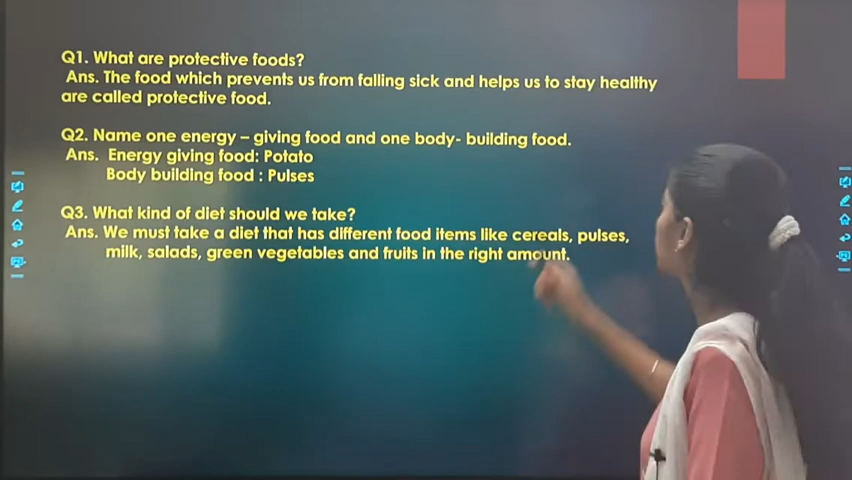 Q1. What are protective foods?
Ans. The food which prevents us from falling sick and helps us to stay healthy
are called protective food.
Q2. Name one energy – giving food and one body- building food.
Ans. Energy giving food: Potato
Body building food : Pulses
Q3. What kind of diet should we take?
Ans. We must take a diet that has different food items like cereals, pulses,
milk, salads, green vegetables and fruits in the right amount.